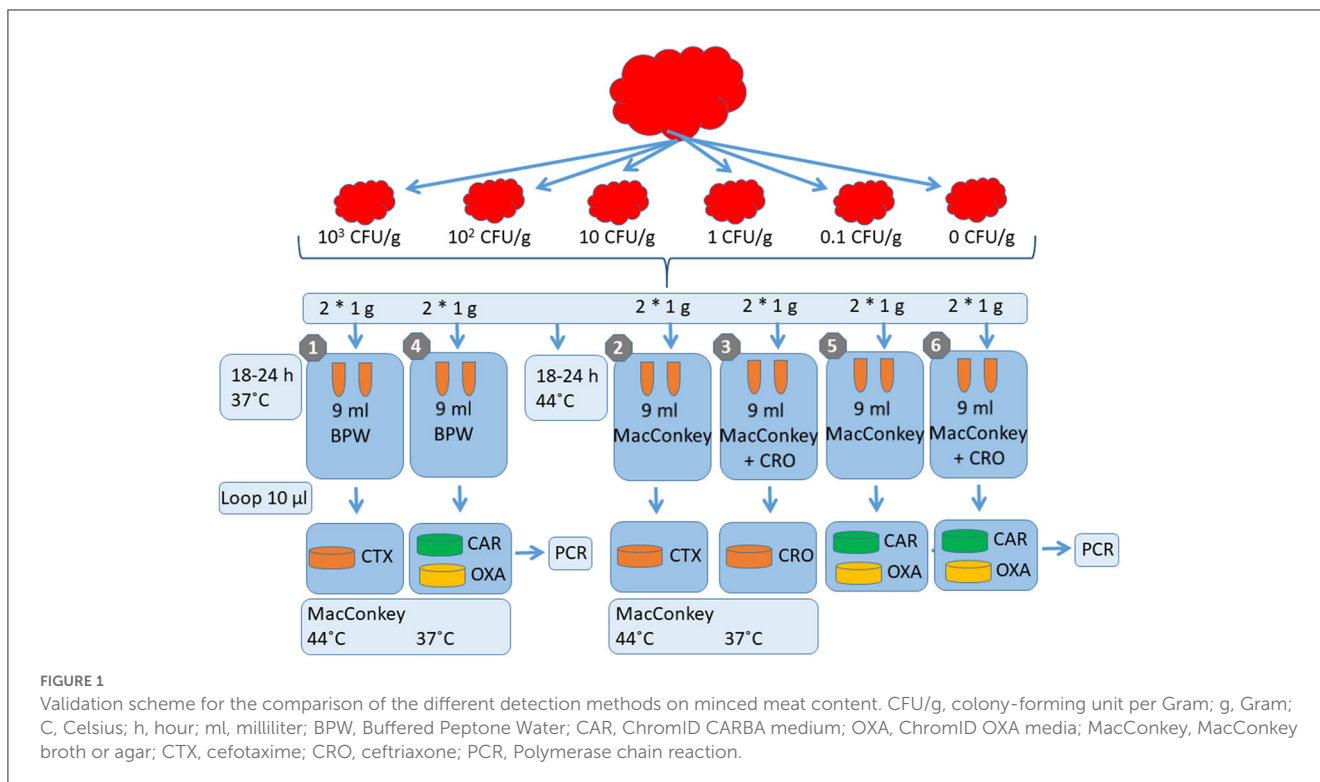 10³ CFU/g
10² CFU/g
10 CFU/g
1 CFU/g
0.1 CFU/g
0 CFU/g
2 * 1 g
2 * 1 g
2 * 1 g
2 * 1 g
2 * 1 g
2 * 1 g
18-24 h
37˚C
1
9 ml
BPW
4
9 ml
BPW
18-24 h
44˚C
2
9 ml
MacConkey
3
9 ml
MacConkey
+ CRO
5
9 ml
MacConkey
6
9 ml
MacConkey
+ CRO
Loop 10 µl
CTX
CAR
OXA
PCR
CTX
CRO
CAR
OXA
CAR
OXA
PCR
MacConkey
44˚C 37˚C
MacConkey
44˚C 37˚C
FIGURE 1
Validation scheme for the comparison of the different detection methods on minced meat content. CFU/g, colony-forming unit per Gram; g, Gram;
C, Celsius; h, hour; ml, milliliter; BPW, Buffered Peptone Water; CAR, ChromID CARBA medium; OXA, ChromID OXA media; MacConkey, MacConkey
broth or agar; CTX, cefotaxime; CRO, ceftriaxone; PCR, Polymerase chain reaction.